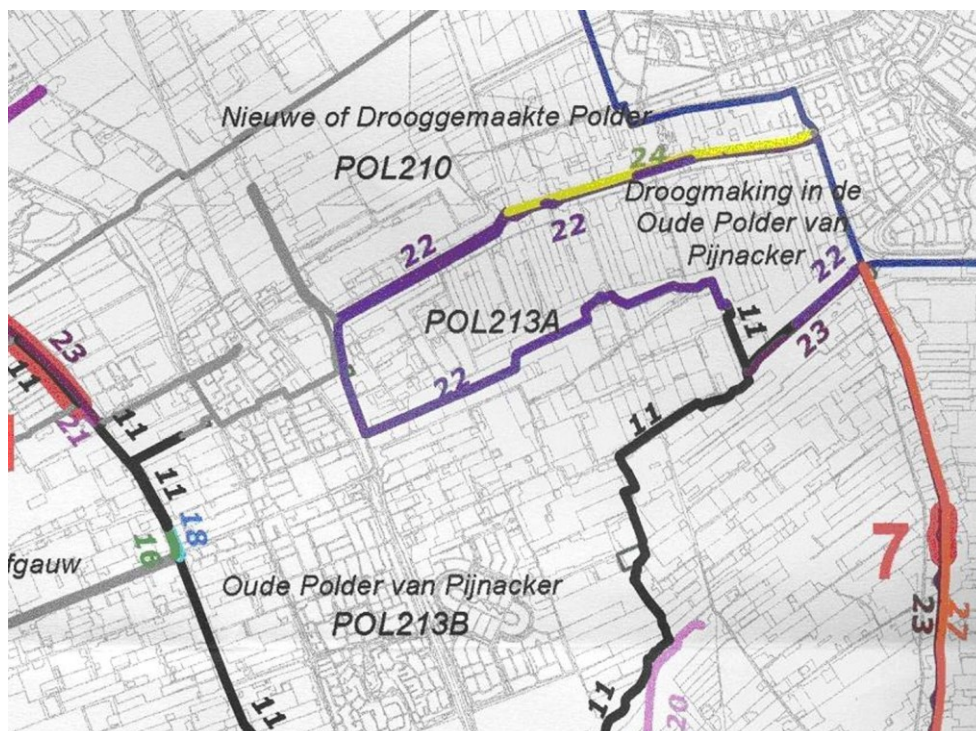 Nieuwe of Drooggemaakte Polder
POL210
24
Droogmaking in de
Oude Polder van
Pijnacker
22
22
22
POL213A
11
23
23
11
22
21
11
11
11
18
16
7
fgauw
Oude Polder van Pijnacker
POL213B
23
27
11
11
20